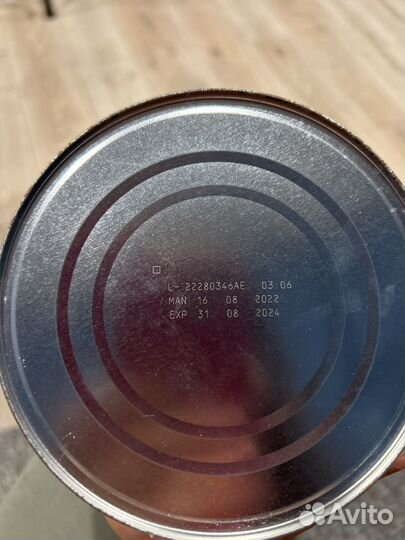 L- 22280346AE 03:06
MAN 16 08 2022
EXP 31 08 2024
Avito